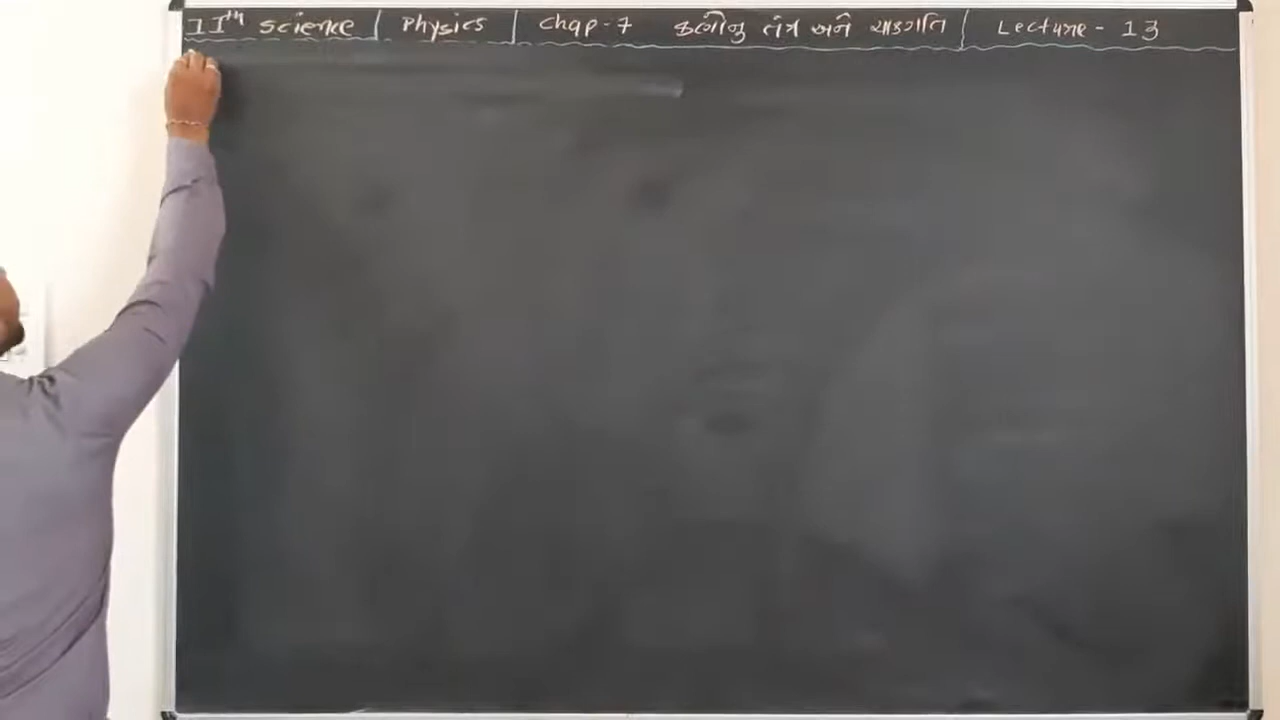 11th science | Physics | Chap-7 કણોનું તંત્ર અને ચાકગતિ | Lecture - 13